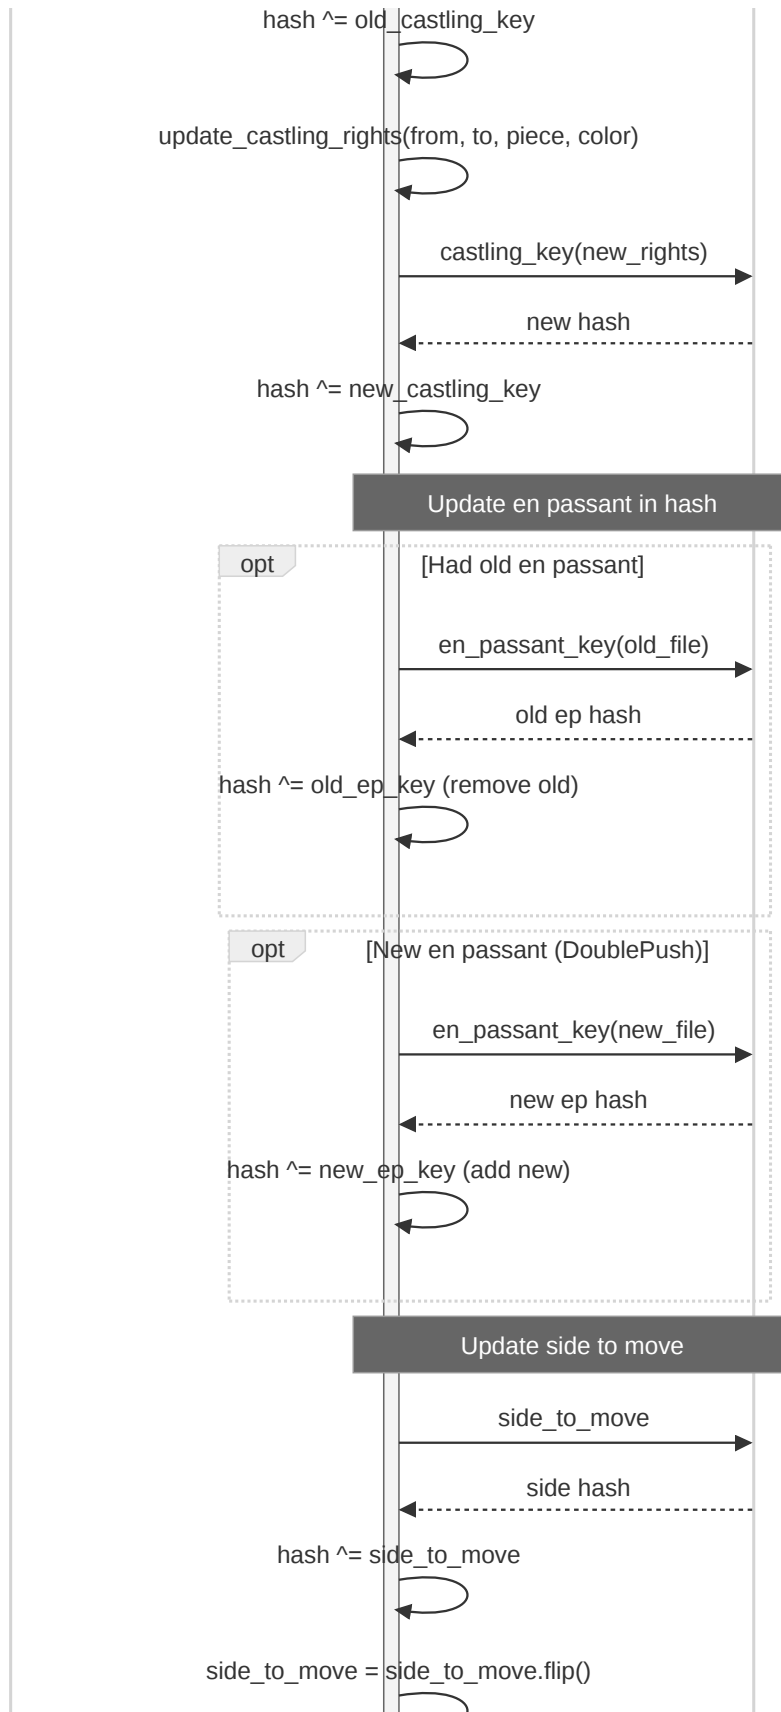 hash ^= old_castling_key
update_castling_rights(from, to, piece, color)
castling_key(new_rights)
new hash
hash ^= new_castling_key
Update en passant in hash
opt [Had old en passant]
en_passant_key(old_file)
old ep hash
hash ^= old_ep_key (remove old)
opt [New en passant (DoublePush)]
en_passant_key(new_file)
new ep hash
hash ^= new_ep_key (add new)
Update side to move
side_to_move
side hash
hash ^= side_to_move
side_to_move = side_to_move.flip()